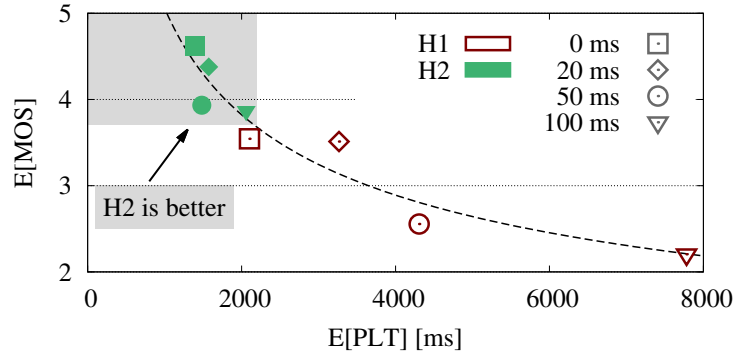 5
4
3
2
E[MOS]
H1
H2
0 ms
20 ms
50 ms
100 ms
H2 is better
0 2000 4000 6000 8000
E[PLT] [ms]